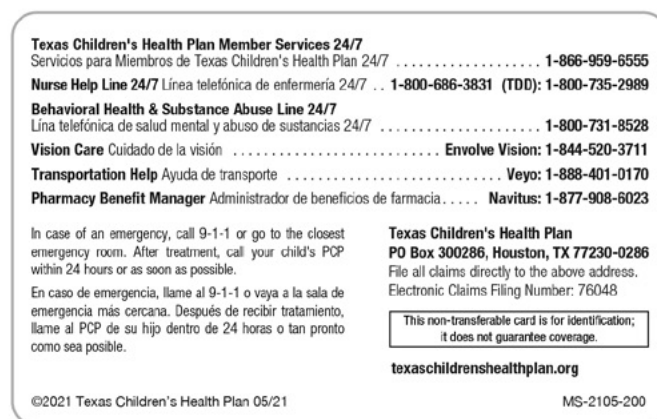 Texas Children's Health Plan Member Services 24/7
Servicios para Miembros de Texas Children's Health Plan 24/7 . . . . . . . . . . . . . . . . . . . 1-866-959-6555
Nurse Help Line 24/7 Línea telefónica de enfermería 24/7 . . 1-800-686-3831 (TDD): 1-800-735-2989
Behavioral Health & Substance Abuse Line 24/7
Lína telefónica de salud mental y abuso de sustancias 24/7 . . . . . . . . . . . . . . . . . . . . . 1-800-731-8528
Vision Care Cuidado de la visión . . . . . . . . . . . . . . . . . . . . . . . . . . . Envolve Vision: 1-844-520-3711
Transportation Help Ayuda de transporte . . . . . . . . . . . . . . . . . . . . . . . . . . . . Veyo: 1-888-401-0170
Pharmacy Benefit Manager Administrador de beneficios de farmacia . . . . . Navitus: 1-877-908-6023
In case of an emergency, call 9-1-1 or go to the closest
emergency room. After treatment, call your child's PCP
within 24 hours or as soon as possible.
En caso de emergencia, llame al 9-1-1 o vaya a la sala de
emergencia más cercana. Después de recibir tratamiento,
llame al PCP de su hijo dentro de 24 horas o tan pronto
como sea posible.
Texas Children's Health Plan
PO Box 300286, Houston, TX 77230-0286
File all claims directly to the above address.
Electronic Claims Filing Number: 76048
This non-transferable card is for identification;
it does not guarantee coverage.
texaschildrenshealthplan.org
©2021 Texas Children's Health Plan 05/21
MS-2105-200